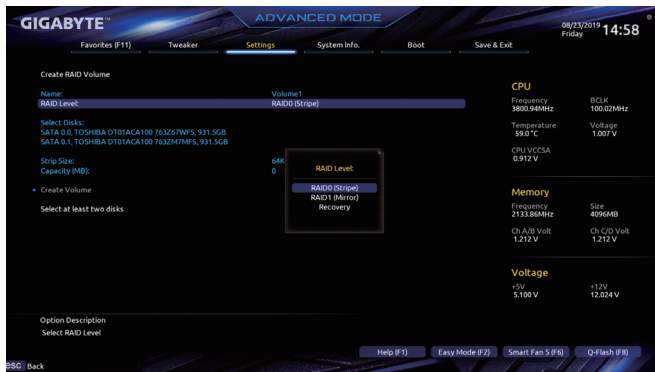 GIGABYTE™
ADVANCED MODE
08/23/2019 Friday 14:58
Favorites (F11) Tweaker Settings System Info. Boot Save & Exit
Create RAID Volume
Name: Volume1
RAID Level: RAID0 (Stripe)
Select Disks:
SATA 0.0, TOSHIBA DT01ACA100 763Z67WFS, 931.5GB
SATA 0.1, TOSHIBA DT01ACA100 763ZM7MFS, 931.5GB
Strip Size: 64K
Capacity (MB): 0
Create Volume
Select at least two disks
RAID Level:
RAID0 (Stripe)
RAID1 (Mirror)
Recovery
CPU
Frequency BCLK
3800.94MHz 100.02MHz
Temperature Voltage
59.0 °C 1.007 V
CPU VCCSA
0.912 V
Memory
Frequency Size
2133.86MHz 4096MB
Ch A/B Volt Ch C/D Volt
1.212 V 1.212 V
Voltage
+5V +12V
5.100 V 12.024 V
Option Description
Select RAID Level
Help (F1) Easy Mode (F2) Smart Fan 5 (F6) Q-Flash (F8)
esc Back